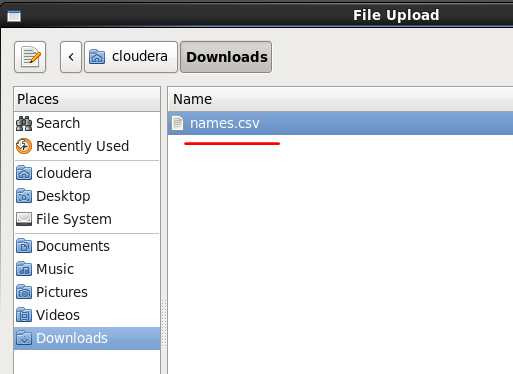 File Upload
cloudera
Downloads
Places
Name
Search
names.csv
Recently Used
cloudera
Desktop
File System
Documents
Music
Pictures
Videos
Downloads